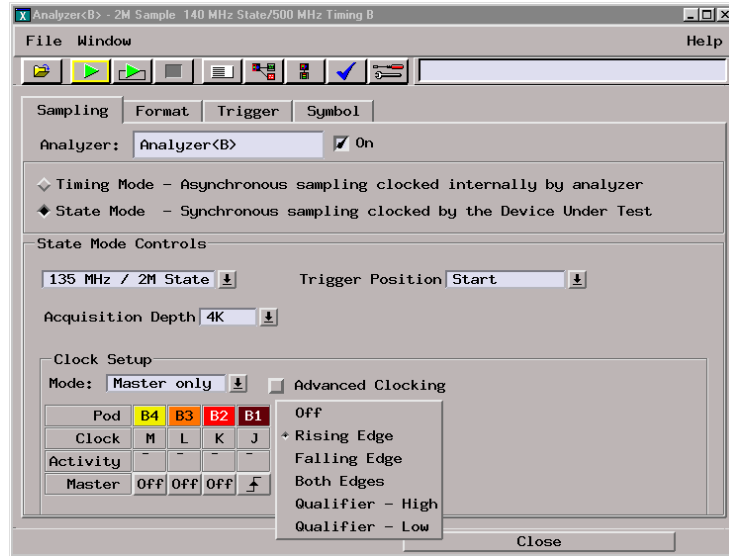 Analyzer<B> - 2M Sample 140 MHz State/500 MHz Timing B
File Window Help
Sampling Format Trigger Symbol
Analyzer: Analyzer<B> On
Timing Mode - Asynchronous sampling clocked internally by analyzer
State Mode - Synchronous sampling clocked by the Device Under Test
State Mode Controls
135 MHz / 2M State Trigger Position Start
Acquisition Depth 4K
Clock Setup
Mode: Master only Advanced Clocking
Pod B4 B3 B2 B1
Clock M L K J
Activity
Master Off Off Off
Off
Rising Edge
Falling Edge
Both Edges
Qualifier - High
Qualifier - Low
Close